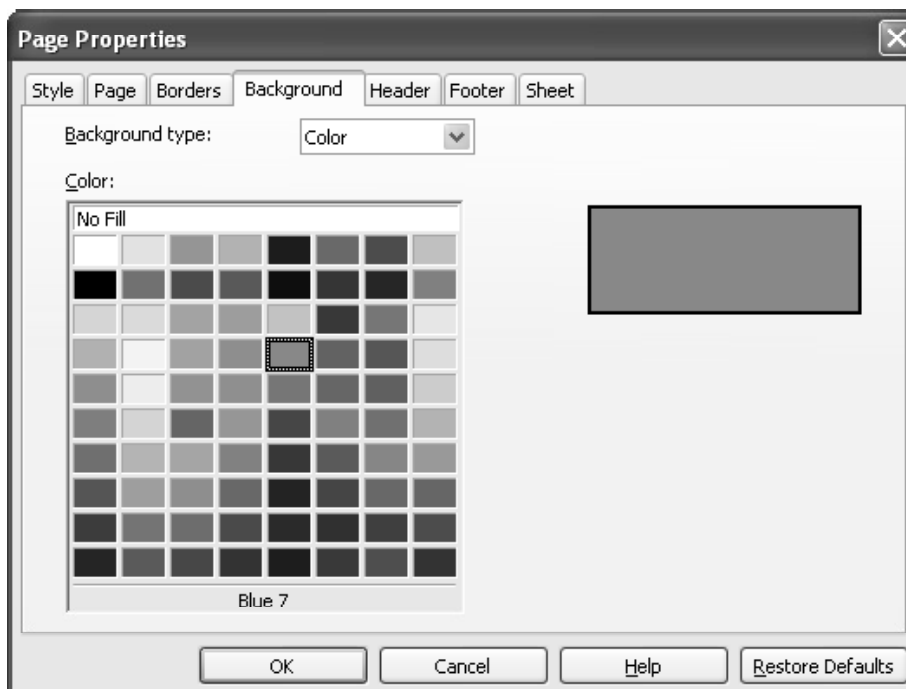 Page Properties
Style Page Borders Background Header Footer Sheet
Background type: Color
Color:
No Fill
Blue 7
OK Cancel Help Restore Defaults